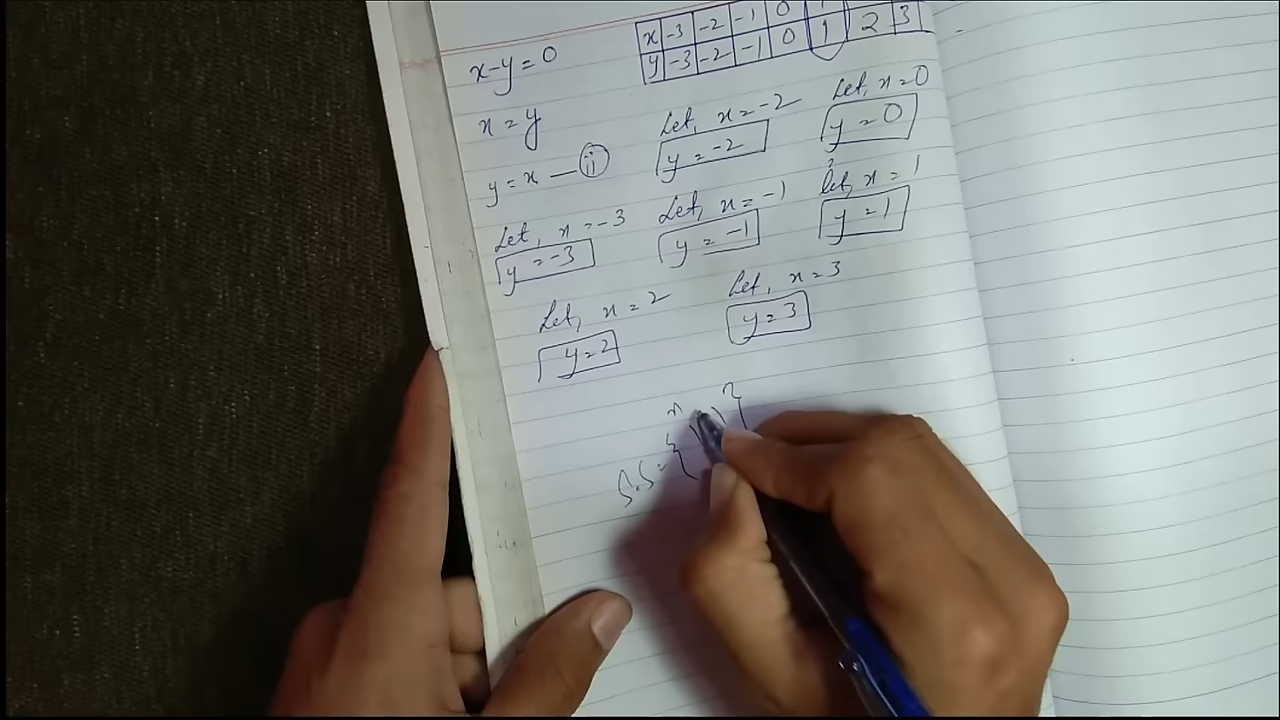 x -3 -2 -1 0 1
y -3 -2 -1 0 1 2 3
x-y=0
x = y
y = x — ii
Let, x = -2
y = -2
Let, x = 0
y = 0
Let, x = -3
y = -3
Let, x = -1
y = -1
let, x = 1
y = 1
Let, x = 2
y = 2
Let, x = 3
y = 3
S.S = {